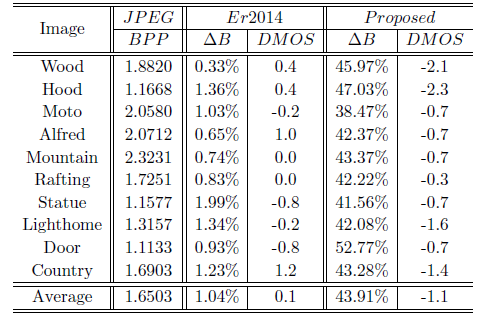 Image JPEG Er2014 Proposed
BPP ΔB DMOS ΔB DMOS
Wood 1.8820 0.33% 0.4 45.97% -2.1
Hood 1.1668 1.36% 0.4 47.03% -2.3
Moto 2.0580 1.03% -0.2 38.47% -0.7
Alfred 2.0712 0.65% 1.0 42.37% -0.7
Mountain 2.3231 0.74% 0.0 43.37% -0.7
Rafting 1.7251 0.83% 0.0 42.22% -0.3
Statue 1.1577 1.99% -0.8 41.56% -0.7
Lighthome 1.3157 1.34% -0.2 42.08% -1.6
Door 1.1133 0.93% -0.8 52.77% -0.7
Country 1.6903 1.23% 1.2 43.28% -1.4
Average 1.6503 1.04% 0.1 43.91% -1.1